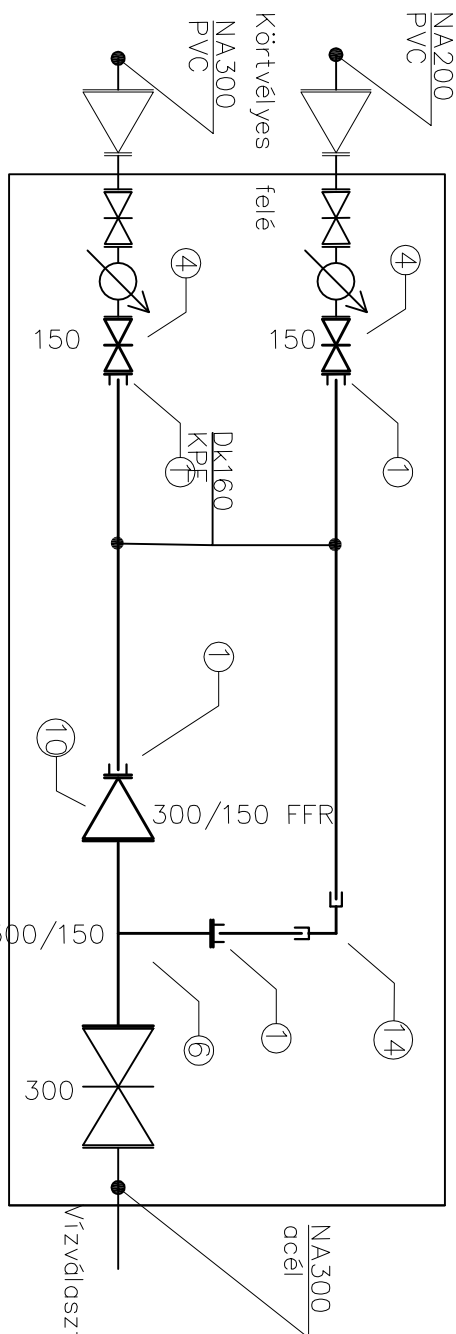 NA200
PVC
Körtvélyes felé
NA300
PVC
4
4
150
150
1
1
DK160
KPE
1
10
300/150 FFR
00/150
14
1
6
300
NA300
acél
Vízválasz